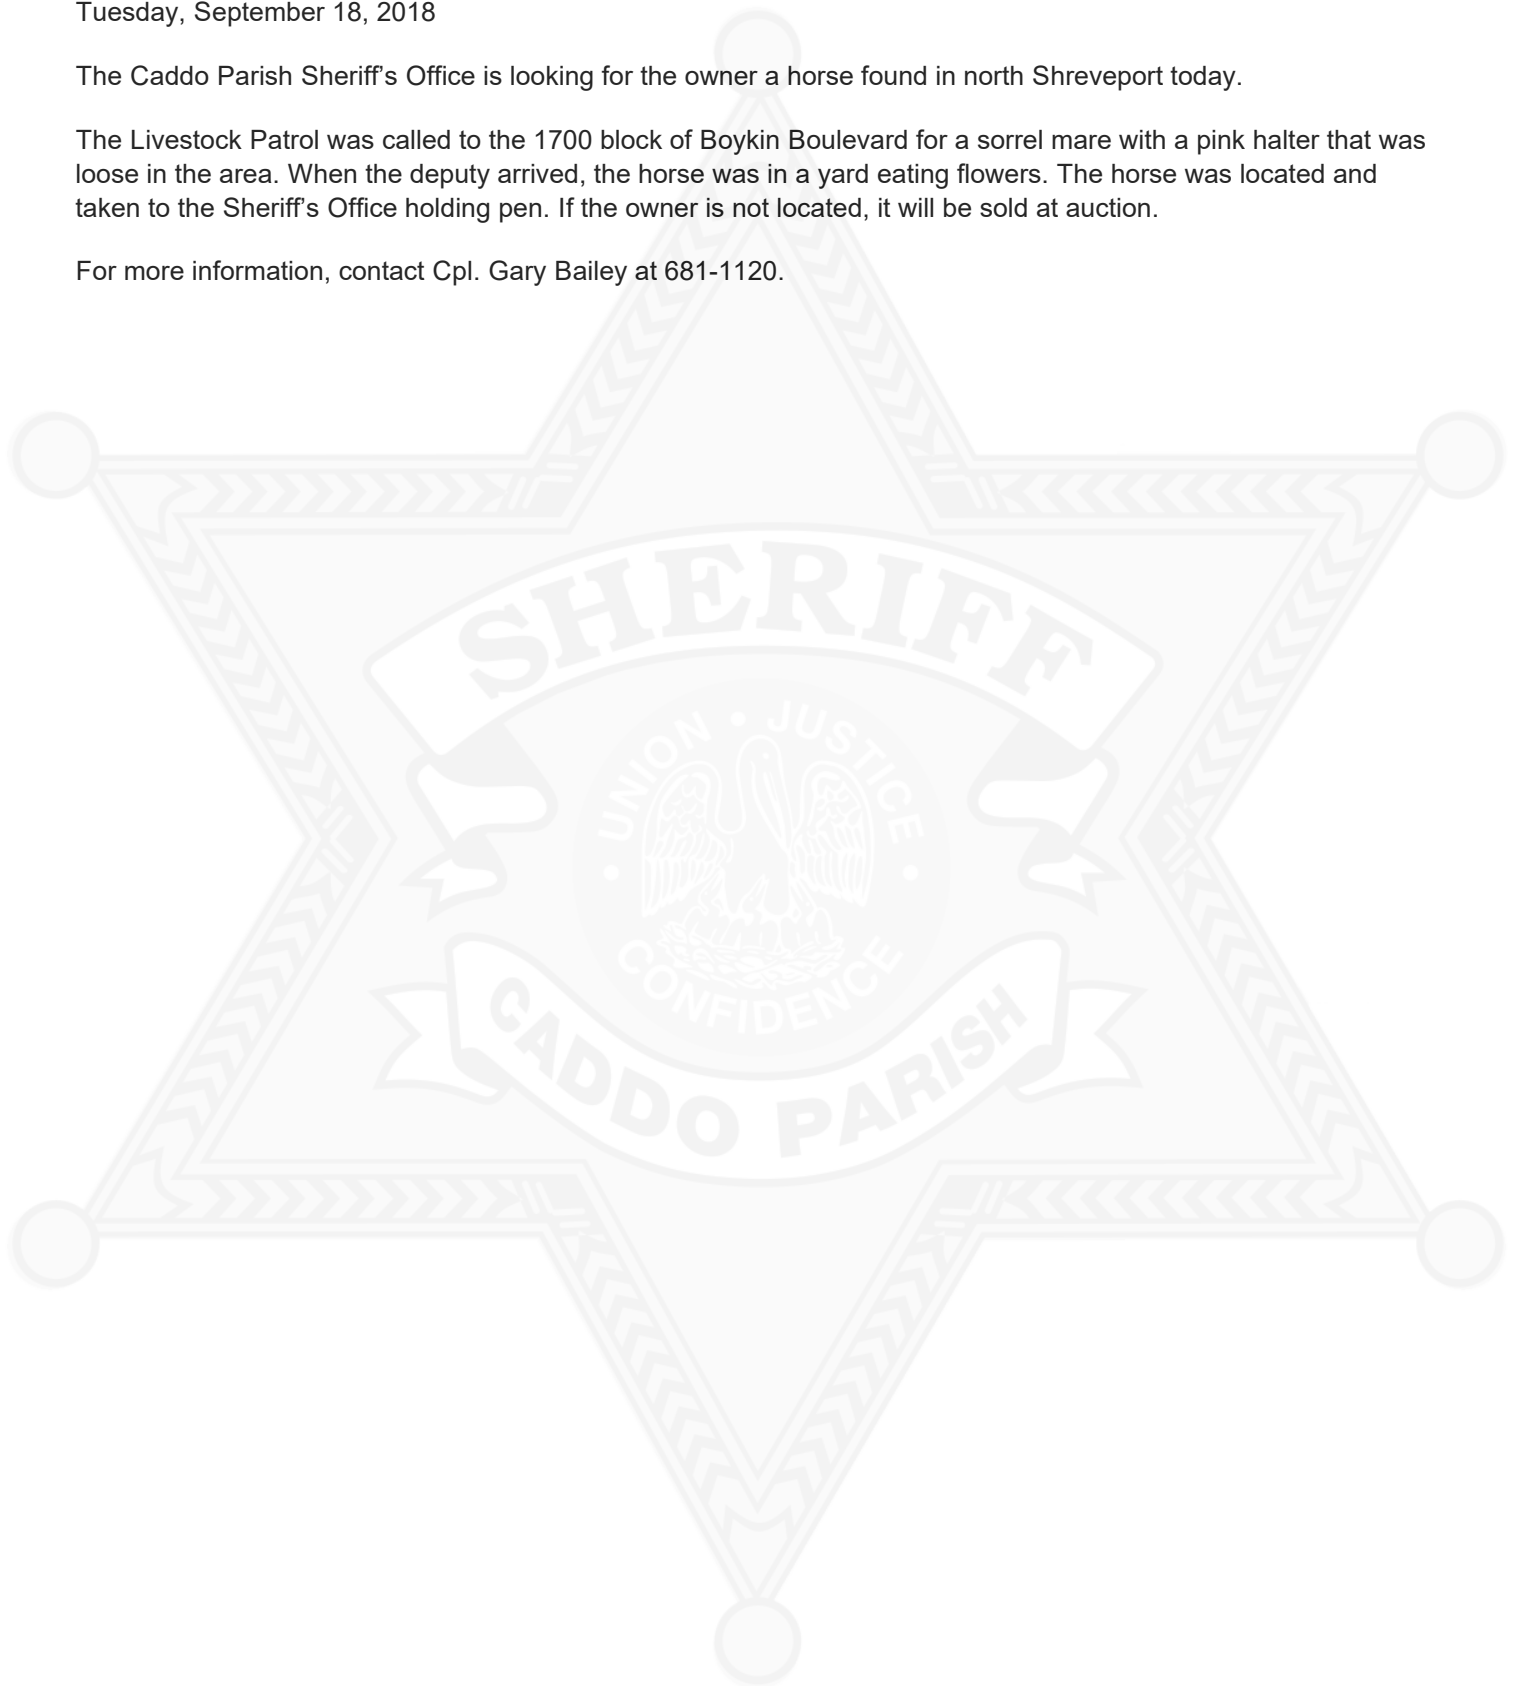 Tuesday, September 18, 2018
The Caddo Parish Sheriff’s Office is looking for the owner a horse found in north Shreveport today.
The Livestock Patrol was called to the 1700 block of Boykin Boulevard for a sorrel mare with a pink halter that was
loose in the area. When the deputy arrived, the horse was in a yard eating flowers. The horse was located and
taken to the Sheriff’s Office holding pen. If the owner is not located, it will be sold at auction.
For more information, contact Cpl. Gary Bailey at 681-1120.
SHERIFF
UNION • JUSTICE
• CONFIDENCE •
CADDO PARISH